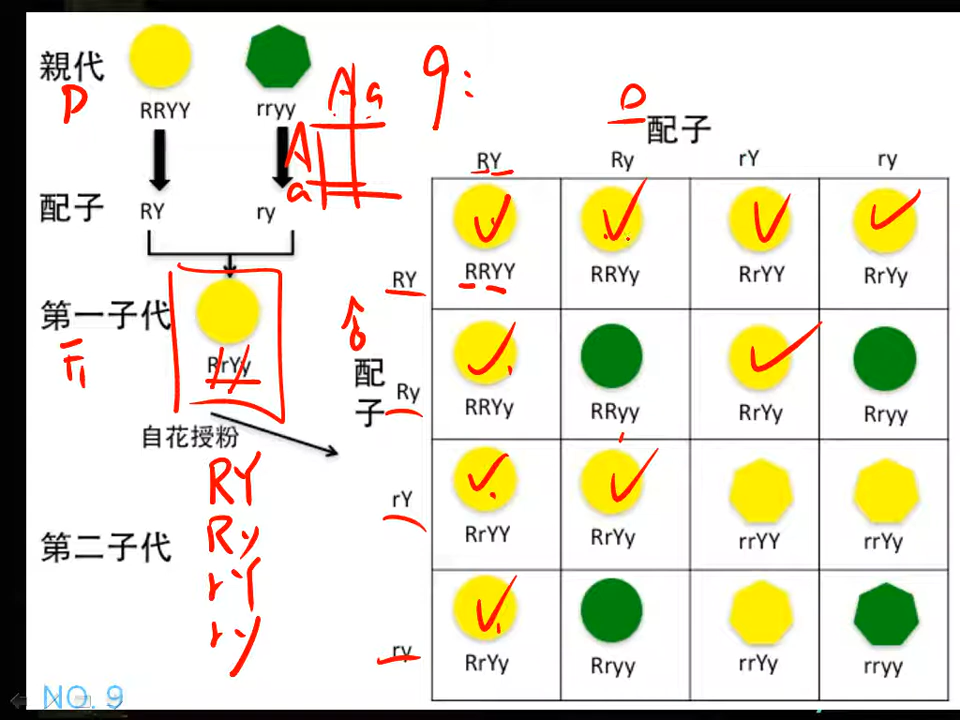 親代
P
RRYY
rryy
A a
A
a
9:
配子
RY
ry
第一子代
F1
RrYy
自花授粉
RY
Ry
rY
ry
第二子代
配子
RY Ry rY ry
配子
RY
RRYY RRYy RrYY RrYy
Ry
RRYy RRyy RrYy Rryy
rY
RrYY RrYy rrYY rrYy
ry
RrYy Rryy rrYy rryy
NO. 9